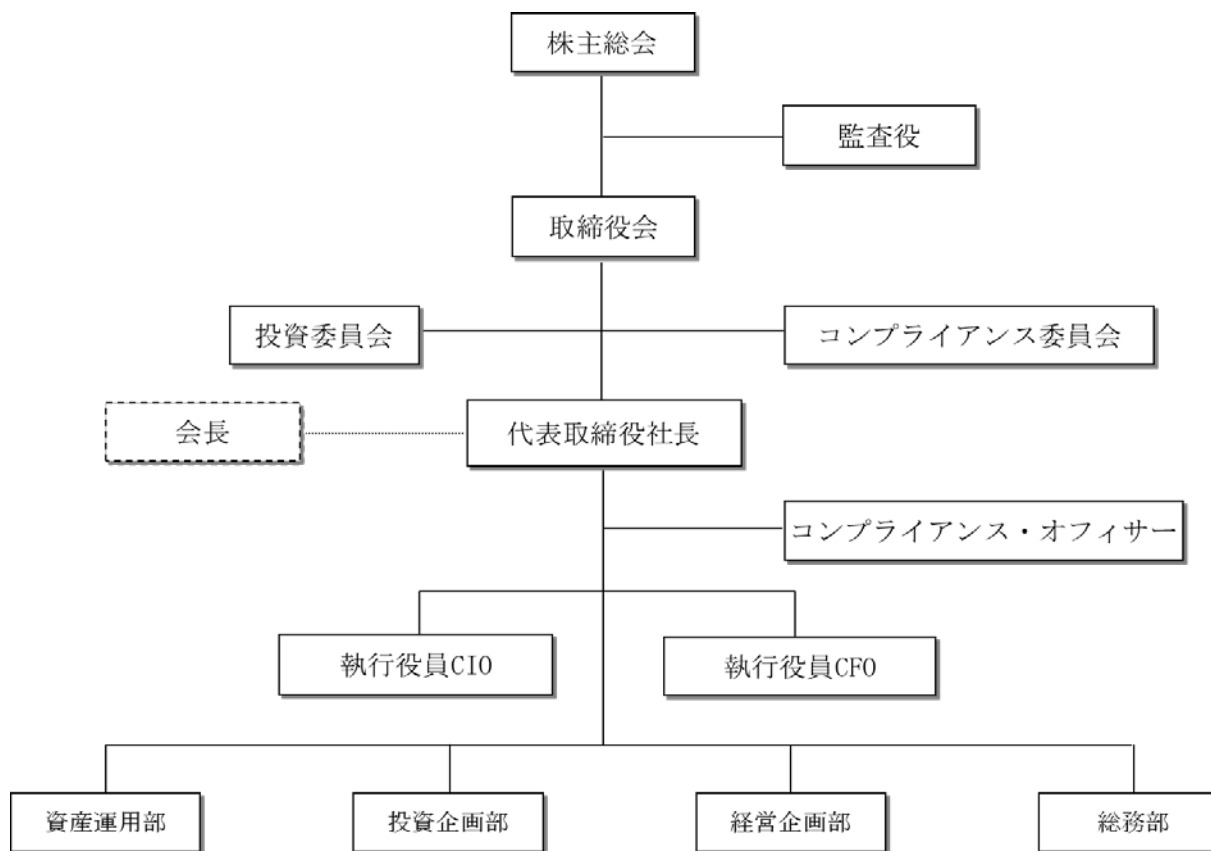 株主総会
監査役
取締役会
投資委員会
コンプライアンス委員会
会長
代表取締役社長
コンプライアンス・オフィサー
執行役員CIO
執行役員CFO
資産運用部
投資企画部
経営企画部
総務部